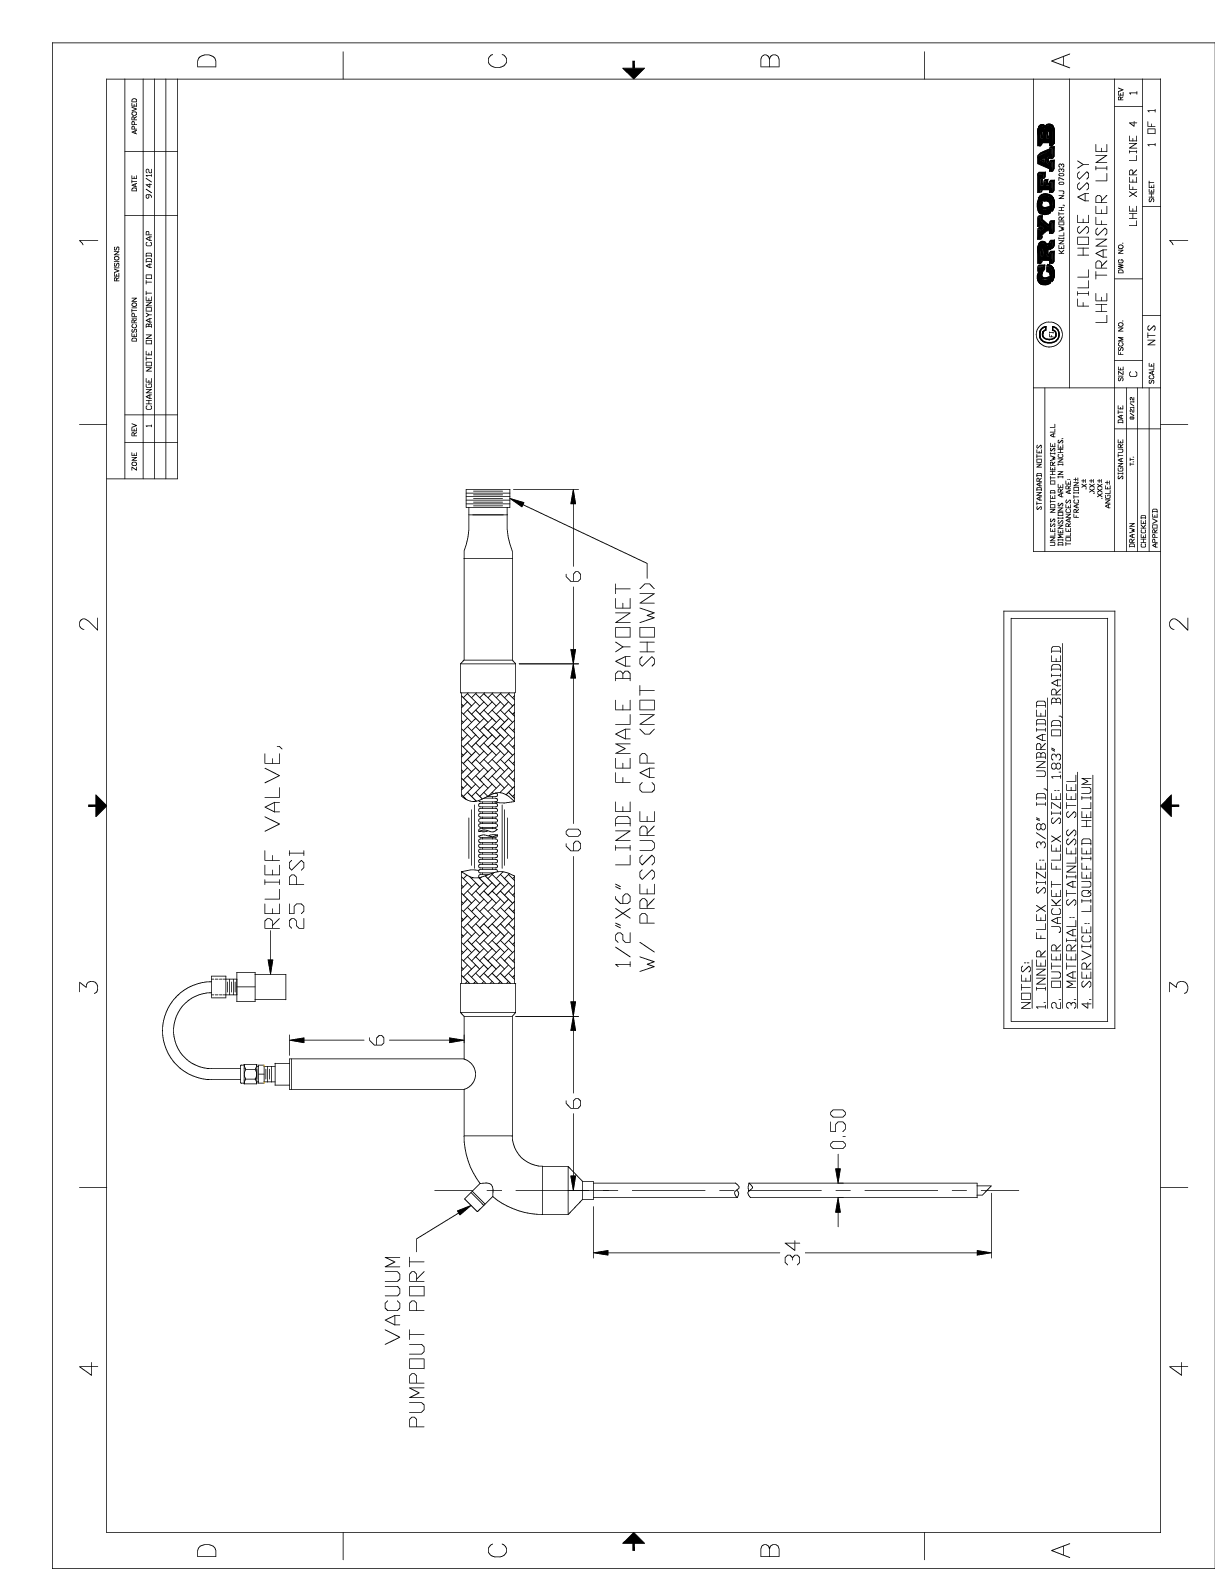 D
C
B
A
1
2
3
4
REVISIONS
ZONE REV DESCRIPTION DATE APPROVED
1 CHANGE NOTE ON BAYONET TO ADD CAP 9/4/12
RELIEF VALVE,
25 PSI
6
VACUUM
PUMPOUT PORT
6
60
6
1/2"X6" LINDE FEMALE BAYONET
W/ PRESSURE CAP (NOT SHOWN)
34
0.50
NOTES:
1. INNER FLEX SIZE: 3/8" ID, UNBRAIDED
2. OUTER JACKET FLEX SIZE: 1.83" OD, BRAIDED
3. MATERIAL: STAINLESS STEEL
4. SERVICE: LIQUEFIED HELIUM
STANDARD NOTES
UNLESS NOTED OTHERWISE ALL
DIMENSIONS ARE IN INCHES.
TOLERANCES ARE:
FRACTION±
.X±
.XX±
.XXX±
ANGLE±
SIGNATURE DATE
DRAWN T.T. 8/21/12
CHECKED
APPROVED
CRYOFAB
KENILWORTH, NJ 07033
FILL HOSE ASSY
LHE TRANSFER LINE
SIZE FSCM NO. DWG NO. REV
C LHE XFER LINE 4 1
SCALE NTS SHEET 1 OF 1
4
3
2
1
D
C
B
A